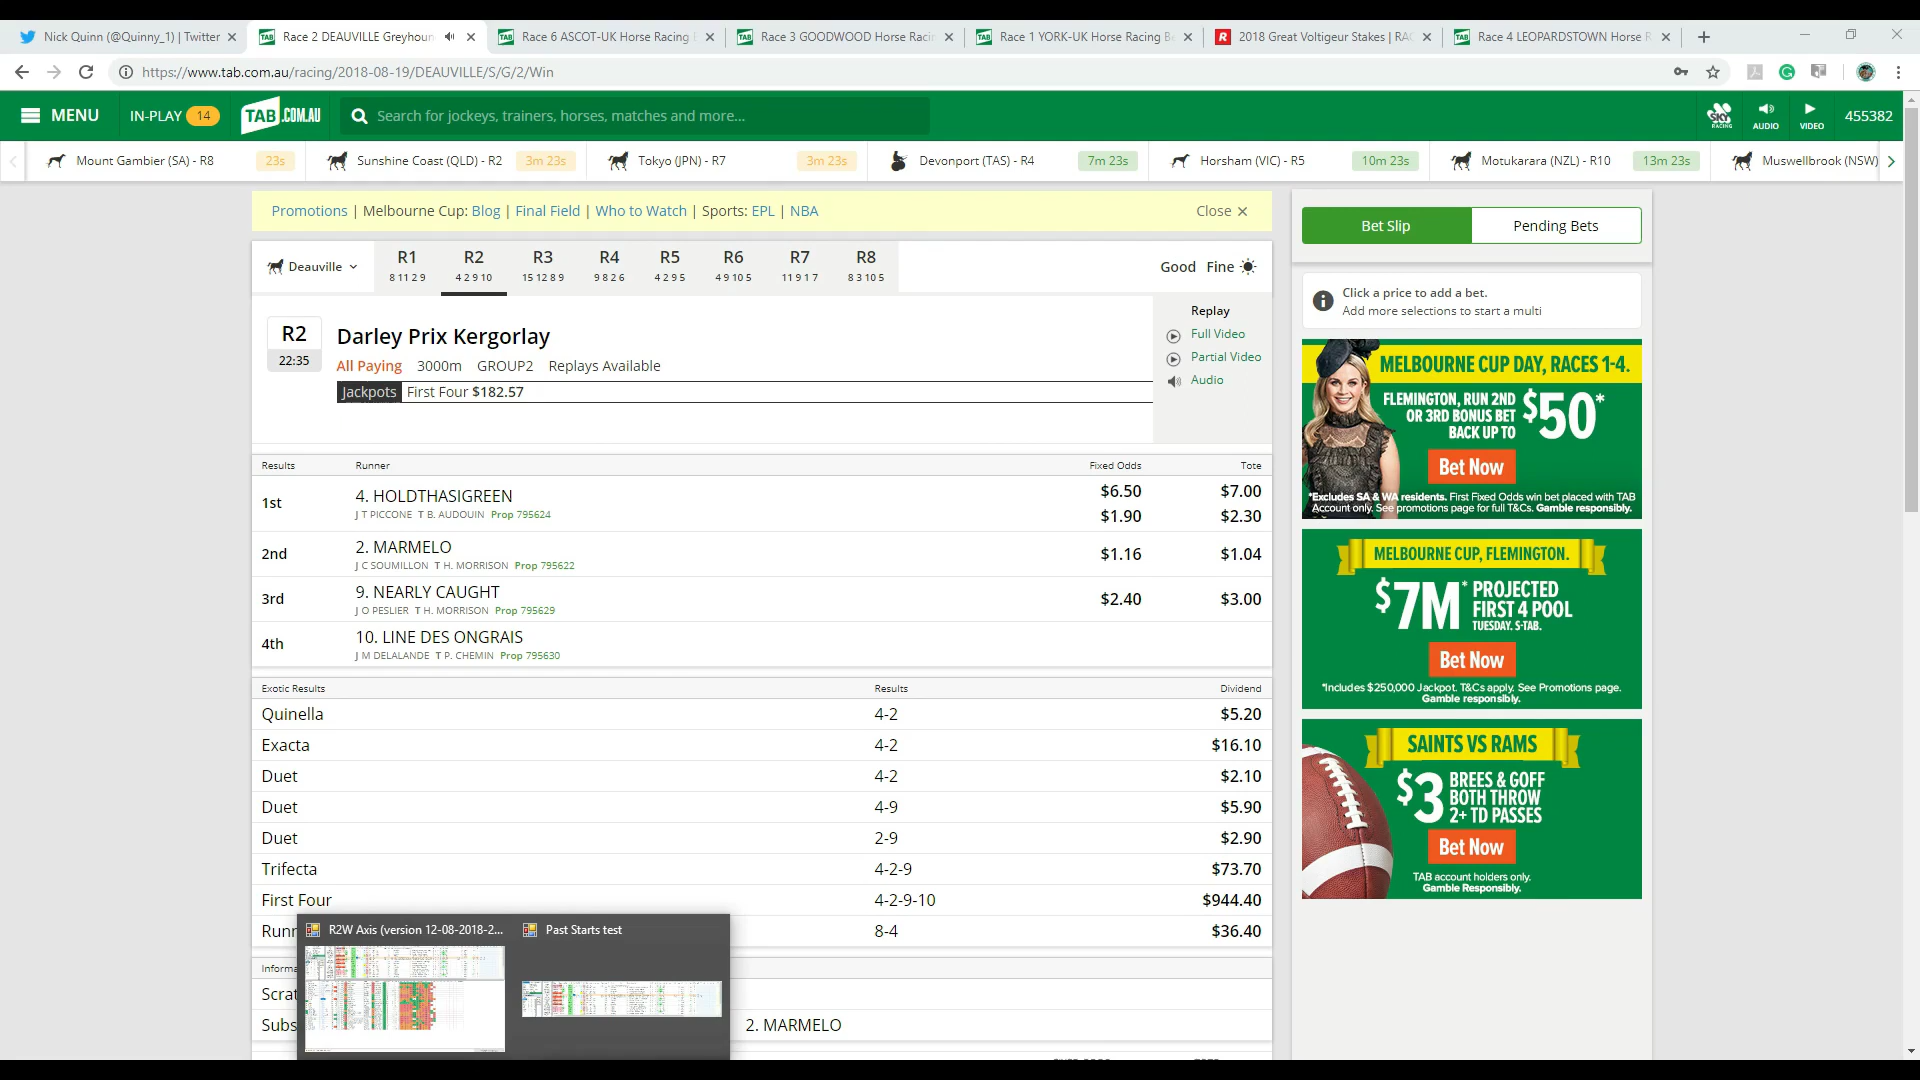 Nick Quinn (@Quinny_1) | Twitter
Race 2 DEAUVILLE Greyhoun
Race 6 ASCOT-UK Horse Racing
Race 3 GOODWOOD Horse Racin
Race 1 YORK-UK Horse Racing Be
2018 Great Voltigeur Stakes | RAC
Race 4 LEOPARDSTOWN Horse R
https://www.tab.com.au/racing/2018-08-19/DEAUVILLE/S/G/2/Win
MENU
IN-PLAY 14
TAB.COM.AU
Search for jockeys, trainers, horses, matches and more...
SKY RACING
AUDIO
VIDEO
455382
Mount Gambier (SA) - R8 23s
Sunshine Coast (QLD) - R2 3m 23s
Tokyo (JPN) - R7 3m 23s
Devonport (TAS) - R4 7m 23s
Horsham (VIC) - R5 10m 23s
Motukarara (NZL) - R10 13m 23s
Muswellbrook (NSW)
Promotions | Melbourne Cup: Blog | Final Field | Who to Watch | Sports: EPL | NBA
Close ×
Bet Slip
Pending Bets
Deauville
R1 R2 R3 R4 R5 R6 R7 R8
8 11 2 9 4 2 9 10 15 12 8 9 9 8 2 6 4 2 9 5 4 9 10 5 11 9 1 7 8 3 10 5
Good Fine
Click a price to add a bet.
Add more selections to start a multi
R2
22:35
Darley Prix Kergorlay
All Paying 3000m GROUP2 Replays Available
Jackpots First Four $182.57
Replay
Full Video
Partial Video
Audio
MELBOURNE CUP DAY, RACES 1-4.
FLEMINGTON, RUN 2ND
OR 3RD BONUS BET
BACK UP TO
$50*
Bet Now
*Excludes SA & WA residents. First Fixed Odds win bet placed with TAB
Account only. See promotions page for full T&Cs. Gamble responsibly.
Results Runner Fixed Odds Tote
1st 4. HOLDTHASIGREEN $6.50 $7.00
J T PICCONE T B. AUDOUIN Prop 795624 $1.90 $2.30
2nd 2. MARMELO $1.16 $1.04
J C SOUMILLON T H. MORRISON Prop 795622
3rd 9. NEARLY CAUGHT $2.40 $3.00
J O PESLIER T H. MORRISON Prop 795629
4th 10. LINE DES ONGRAIS
J M DELALANDE T P. CHEMIN Prop 795630
MELBOURNE CUP, FLEMINGTON.
$7M*
PROJECTED
FIRST 4 POOL
TUESDAY. S-TAB.
Bet Now
*Includes $250,000 Jackpot. T&Cs apply. See Promotions page.
Gamble responsibly.
Exotic Results Results Dividend
Quinella 4-2 $5.20
Exacta 4-2 $16.10
Duet 4-2 $2.10
Duet 4-9 $5.90
Duet 2-9 $2.90
Trifecta 4-2-9 $73.70
First Four 4-2-9-10 $944.40
Runn 8-4 $36.40
SAINTS VS RAMS
$3
BREES & GOFF
BOTH THROW
2+ TD PASSES
Bet Now
TAB account holders only.
Gamble Responsibly.
R2W Axis (version 12-08-2018-2...
Past Starts test
Informa
Scrat
Subs 2. MARMELO